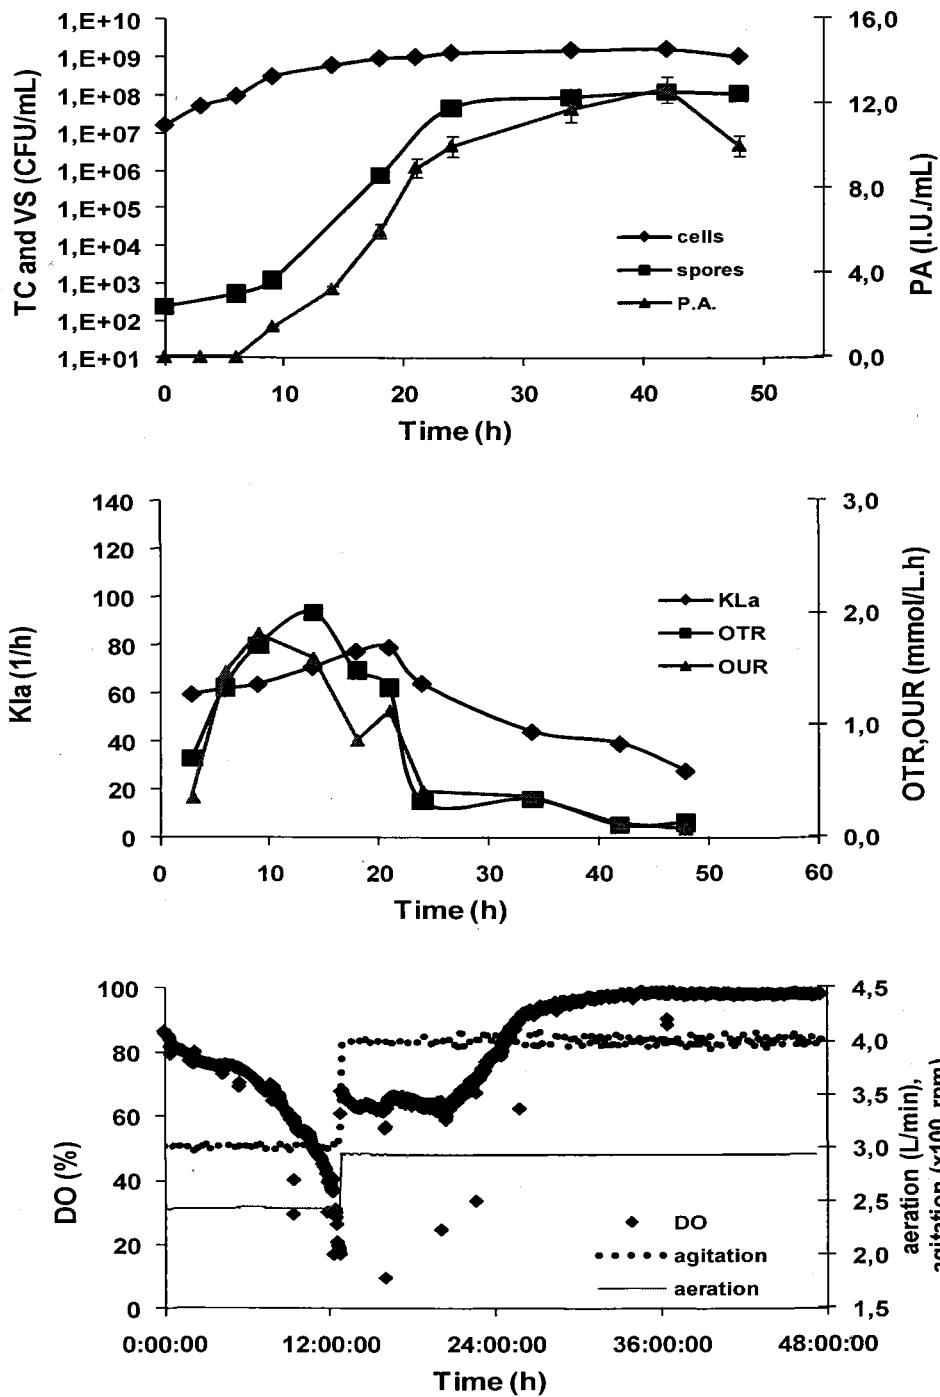 TC and VS (CFU/mL)
1,E+10
1,E+09
1,E+08
1,E+07
1,E+06
1,E+05
1,E+04
1,E+03
1,E+02
1,E+01
16,0
12,0
8,0
4,0
0,0
PA (I.U./mL)
cells
spores
P.A.
0 10 20 30 40 50
Time (h)
Kla (1/h)
140
120
100
80
60
40
20
0
3,0
2,0
1,0
0,0
OTR,OUR (mmol/L.h)
KLa
OTR
OUR
0 10 20 30 40 50 60
Time (h)
DO (%)
100
80
60
40
20
0
4,5
4,0
3,5
3,0
2,5
2,0
1,5
aeration (L/min),
agitation (x100 rpm)
DO
agitation
aeration
0:00:00 12:00:00 24:00:00 36:00:00 48:00:00
Time (h)